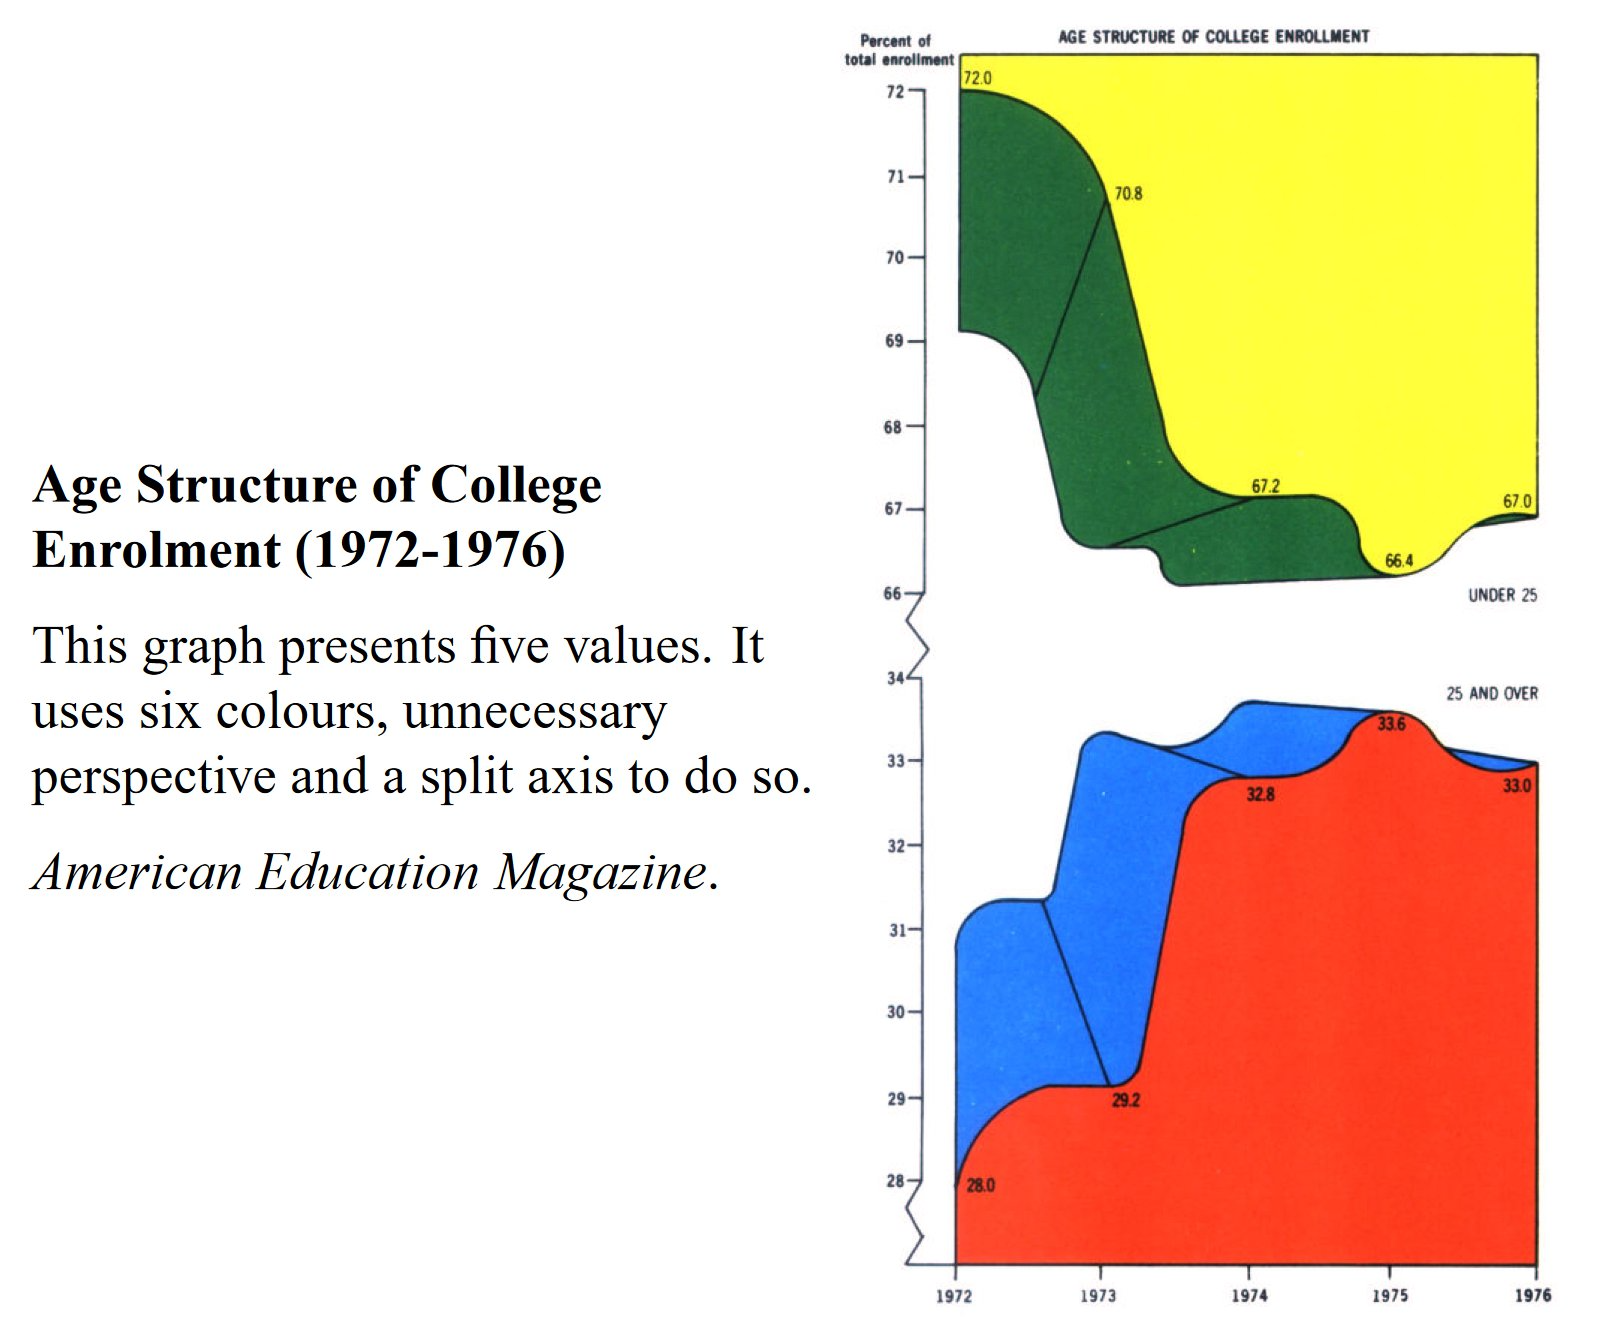 Age Structure of College
Enrolment (1972-1976)
This graph presents five values. It
uses six colours, unnecessary
perspective and a split axis to do so.
American Education Magazine.
Percent of
total enrollment
AGE STRUCTURE OF COLLEGE ENROLLMENT
72
71
70
69
68
67
66
72.0
70.8
67.2
66.4
67.0
UNDER 25
34
33
32
31
30
29
28
25 AND OVER
28.0
29.2
32.8
33.6
33.0
1972
1973
1974
1975
1976